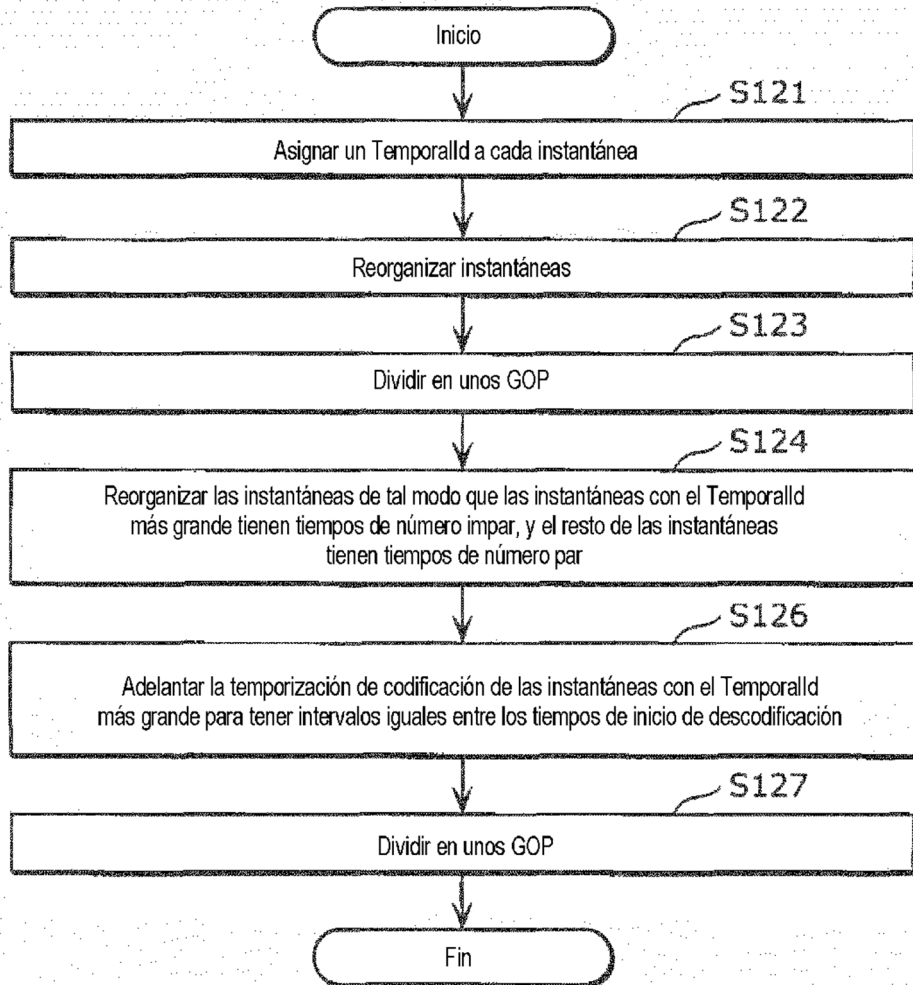 Inicio
S121
Asignar un TemporalId a cada instantánea
S122
Reorganizar instantáneas
S123
Dividir en unos GOP
S124
Reorganizar las instantáneas de tal modo que las instantáneas con el TemporalId
más grande tienen tiempos de número impar, y el resto de las instantáneas
tienen tiempos de número par
S126
Adelantar la temporización de codificación de las instantáneas con el TemporalId
más grande para tener intervalos iguales entre los tiempos de inicio de descodificación
S127
Dividir en unos GOP
Fin